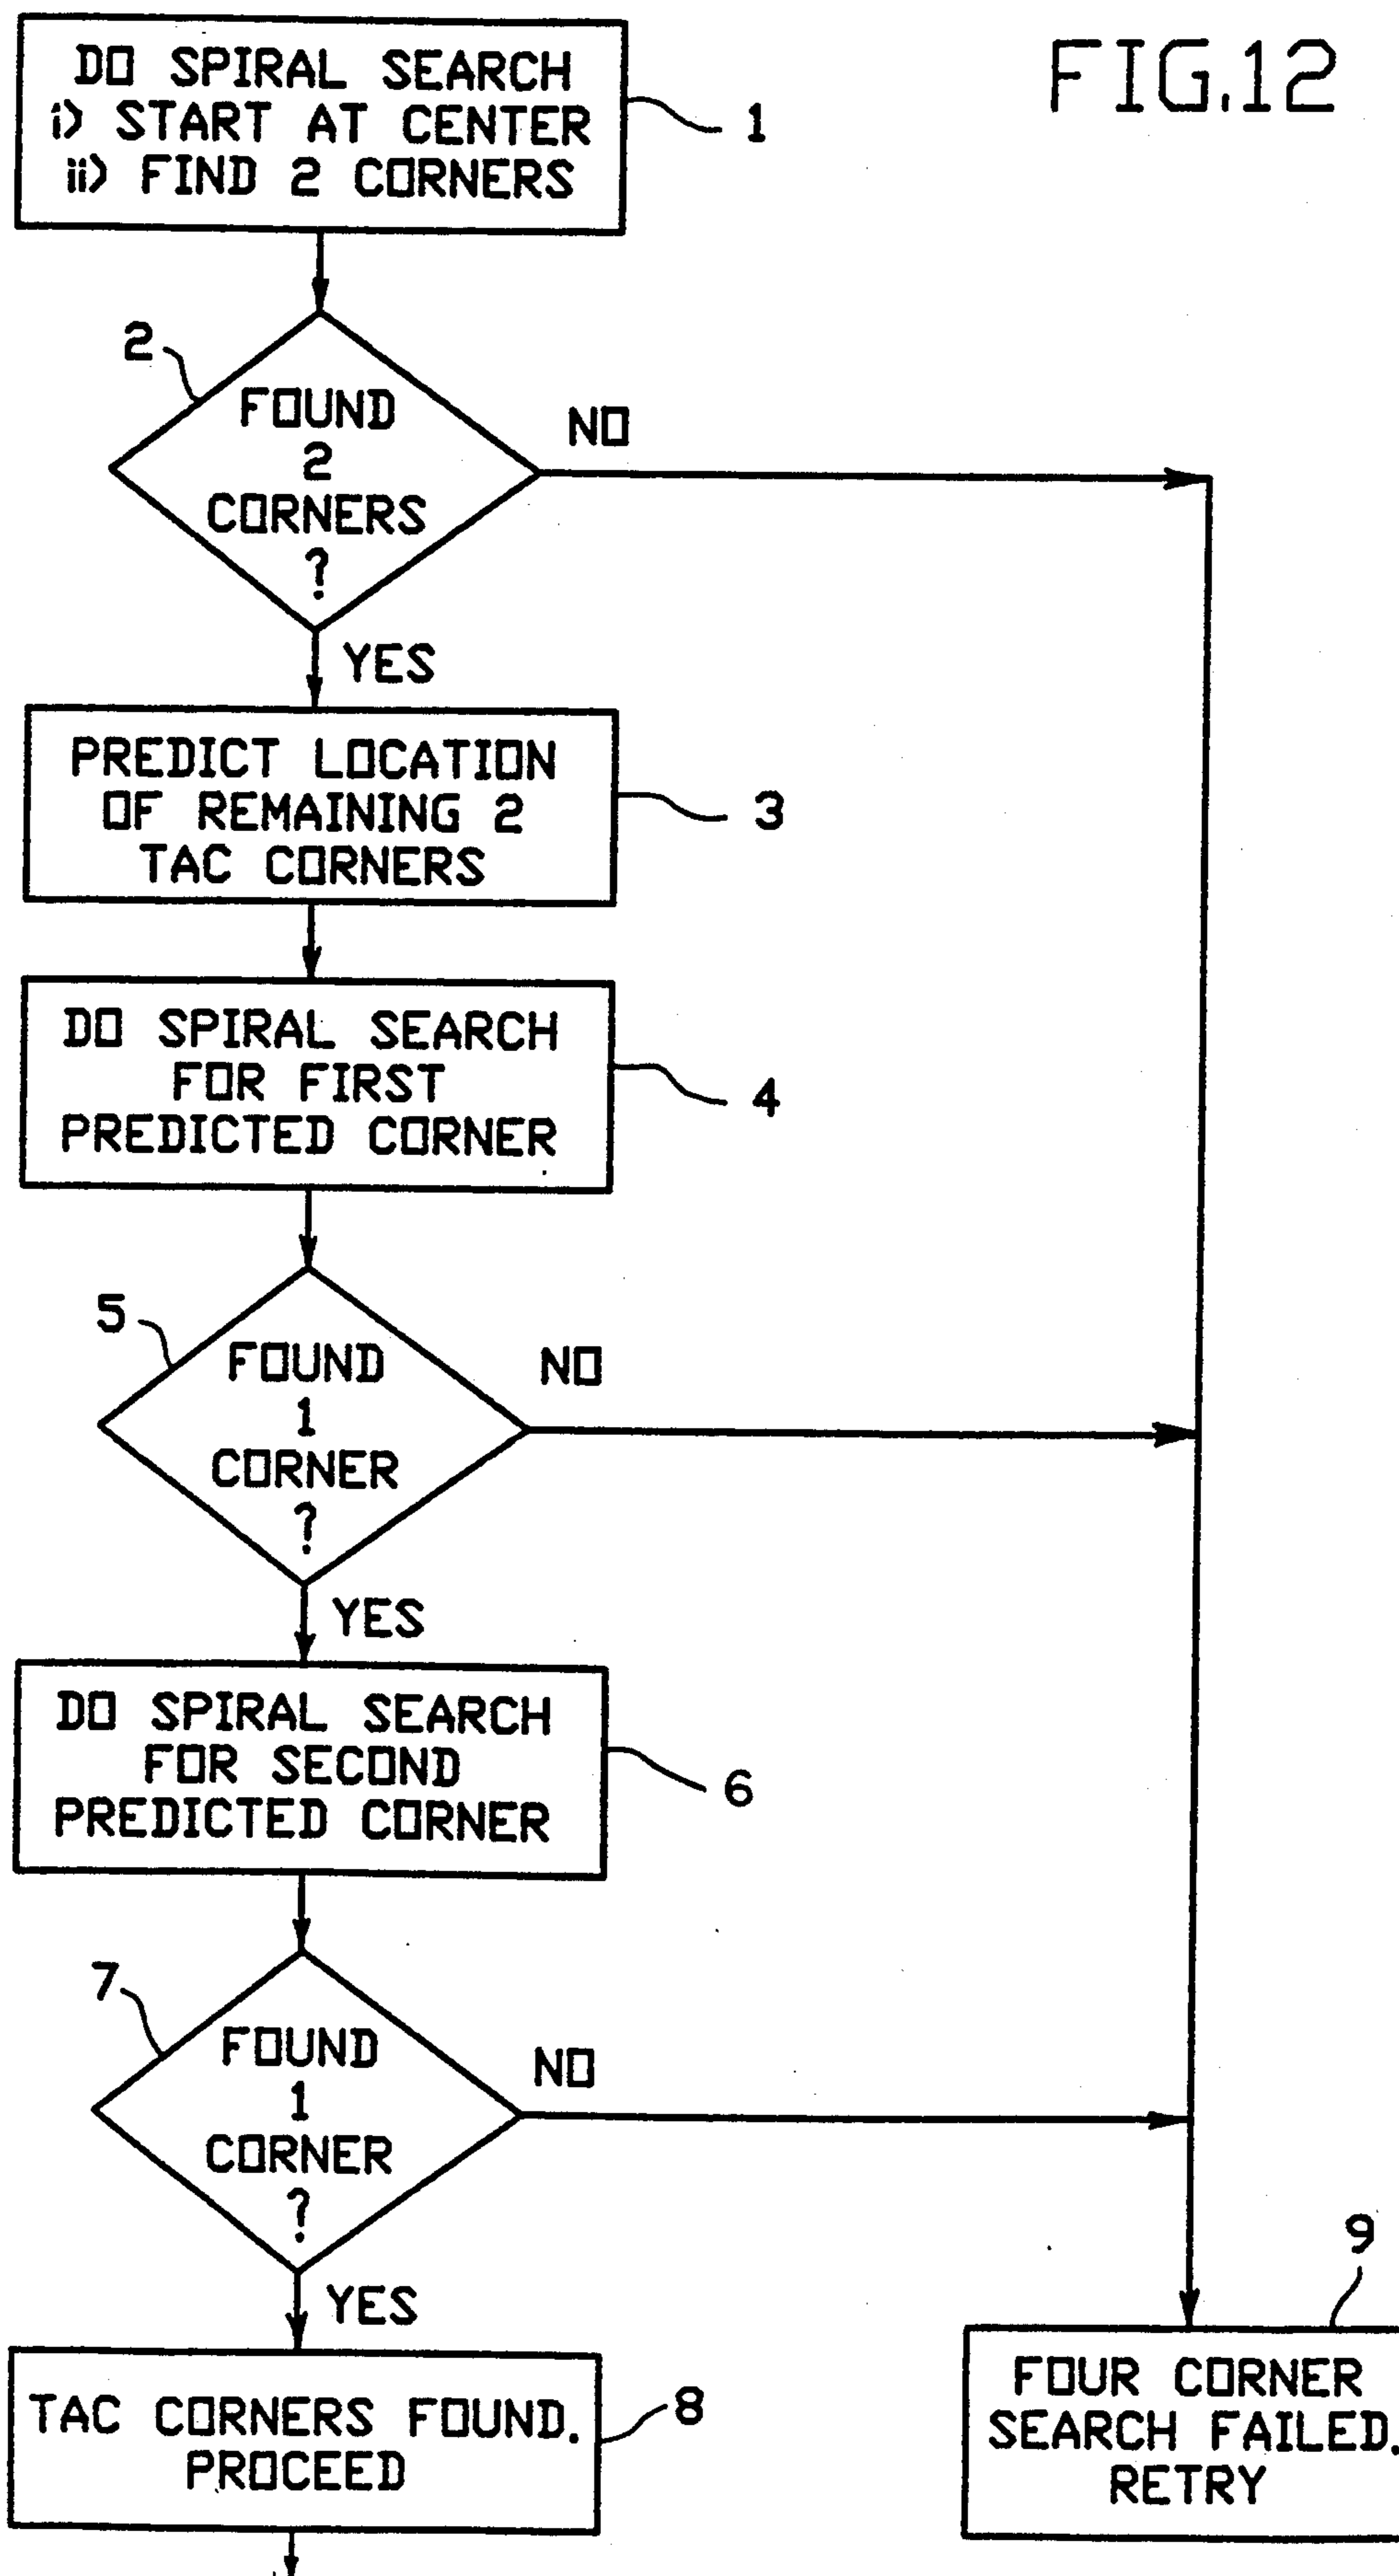 FIG.12
DO SPIRAL SEARCH
i) START AT CENTER
ii) FIND 2 CORNERS
1
2
FOUND
2
CORNERS
?
NO
YES
PREDICT LOCATION
OF REMAINING 2
TAC CORNERS
3
DO SPIRAL SEARCH
FOR FIRST
PREDICTED CORNER
4
5
FOUND
1
CORNER
?
NO
YES
DO SPIRAL SEARCH
FOR SECOND
PREDICTED CORNER
6
7
FOUND
1
CORNER
?
NO
YES
TAC CORNERS FOUND.
PROCEED
8
9
FOUR CORNER
SEARCH FAILED.
RETRY